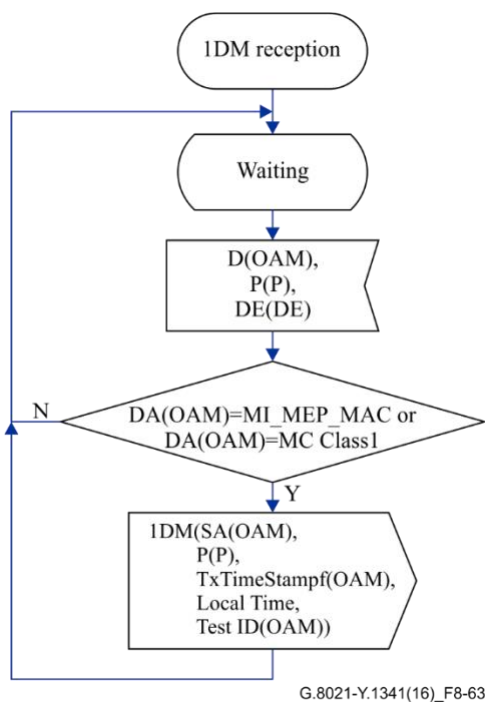 1DM reception
Waiting
D(OAM),
P(P),
DE(DE)
N
DA(OAM)=MI_MEP_MAC or
DA(OAM)=MC Class1
Y
1DM(SA(OAM),
P(P),
TxTimeStampf(OAM),
Local Time,
Test ID(OAM))
G.8021-Y.1341(16)_F8-63